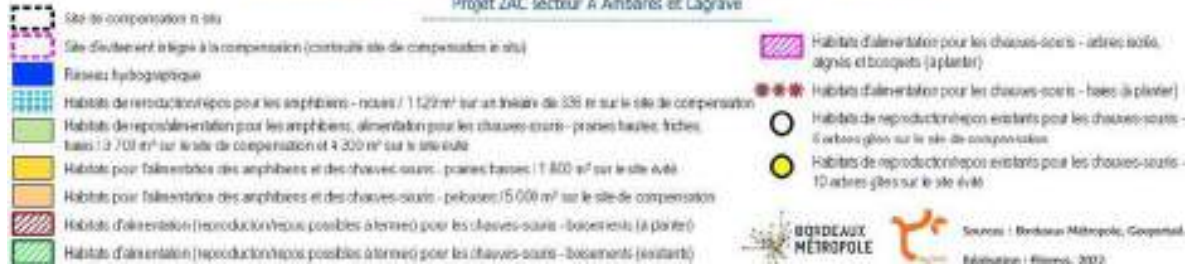 Projet ZAC secteur A Ambarès et Lagrave
Site de compensation in situ
Site d'évitement intégré à la compensation (continuité site de compensation in situ)
Réseau hydrographique
Habitats de reproduction/repos pour les amphibiens - noues / 1129 m² sur un linéaire de 336 m sur le site de compensation
Habitats de repos/alimentation pour les amphibiens, alimentation pour les chauves-souris - prairies hautes, friches,
haies / 3 700 m² sur le site de compensation et 4 300 m² sur le site évité
Habitats pour l'alimentation des amphibiens et des chauves-souris - prairies basses / 1 800 m² sur le site évité
Habitats pour l'alimentation des amphibiens et des chauves-souris - pelouses / 5 000 m² sur le site de compensation
Habitats d'alimentation (reproduction/repos possibles à termes) pour les chauves-souris - boisements (à planter)
Habitats d'alimentation (reproduction/repos possibles à termes) pour les chauves-souris - boisements (existants)
Habitats d'alimentation pour les chauves-souris - arbres isolés,
alignés et bosquets (à planter)
Habitats d'alimentation pour les chauves-souris - haies (à planter)
Habitats de reproduction/repos existants pour les chauves-souris -
arbres gîtes sur le site de compensation
Habitats de reproduction/repos existants pour les chauves-souris -
10 arbres gîtes sur le site évité
BORDEAUX
MÉTROPOLE
Sources : Bordeaux Métropole, Géoportail
Réalisation : 2022